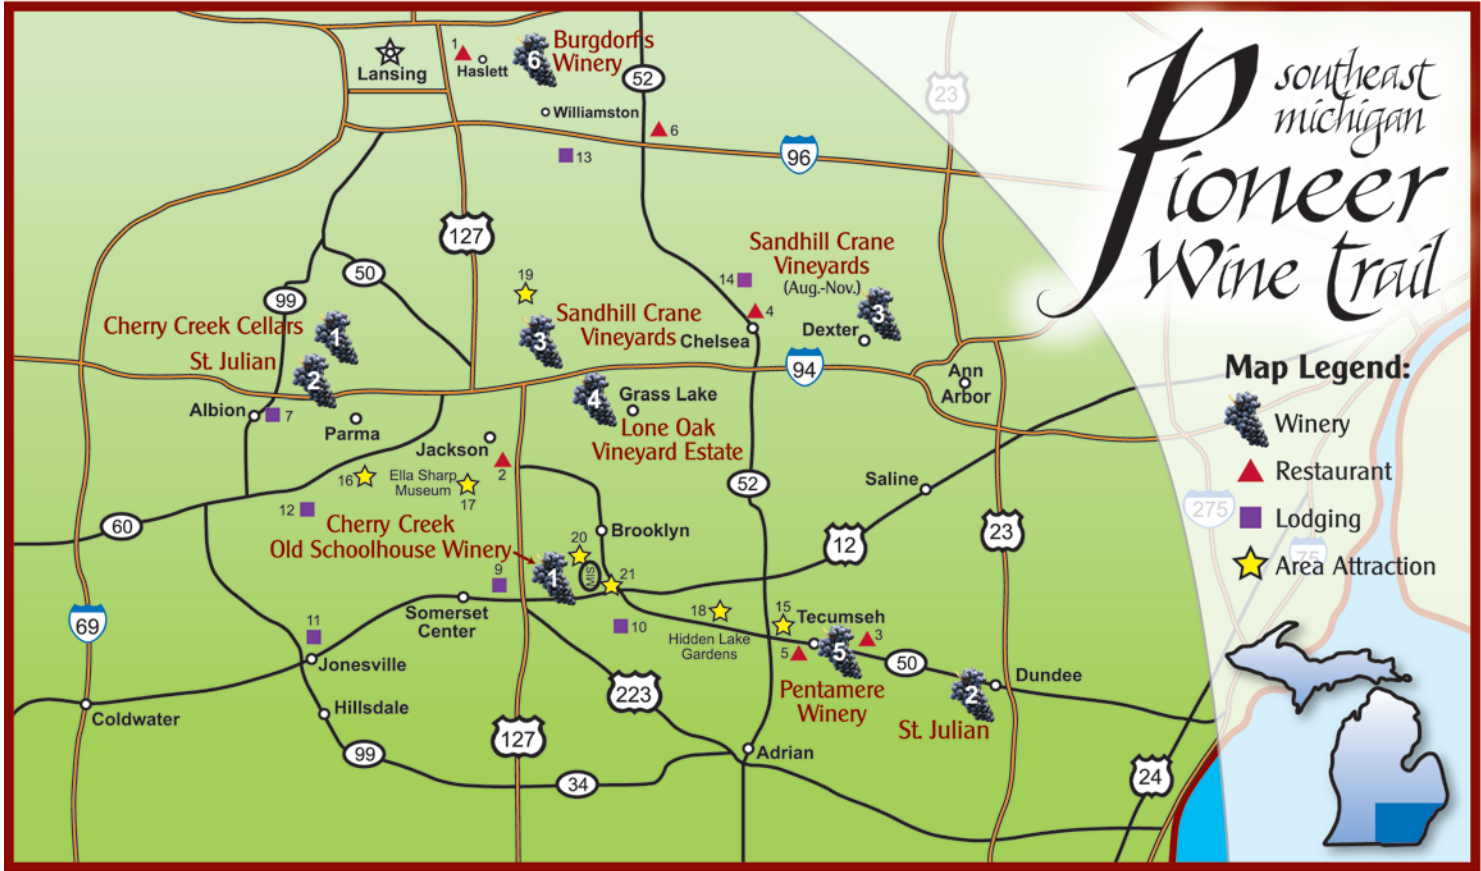 southeast
michigan
Pioneer
Wine Trail
Map Legend:
Winery
Restaurant
Lodging
Area Attraction
Lansing
1
Haslett
6
Burgdorf's
Winery
52
23
Williamston
6
13
96
127
50
99
19
14
Sandhill Crane
Vineyards
(Aug.-Nov.)
3
4
Chelsea
Dexter
Cherry Creek Cellars
1
St. Julian
2
3
Sandhill Crane
Vineyards
94
Ann
Arbor
4
Grass Lake
Lone Oak
Vineyard Estate
Albion
7
Parma
Jackson
2
16
Ella Sharp
Museum
17
52
Saline
275
75
12
60
Cherry Creek
Old Schoolhouse Winery
1
20
MIS
21
Brooklyn
12
23
9
10
69
Somerset
Center
11
Jonesville
18
Hidden Lake
Gardens
15
Tecumseh
5
5
3
50
Pentamere
Winery
2
St. Julian
Dundee
Coldwater
Hillsdale
223
127
99
34
Adrian
24